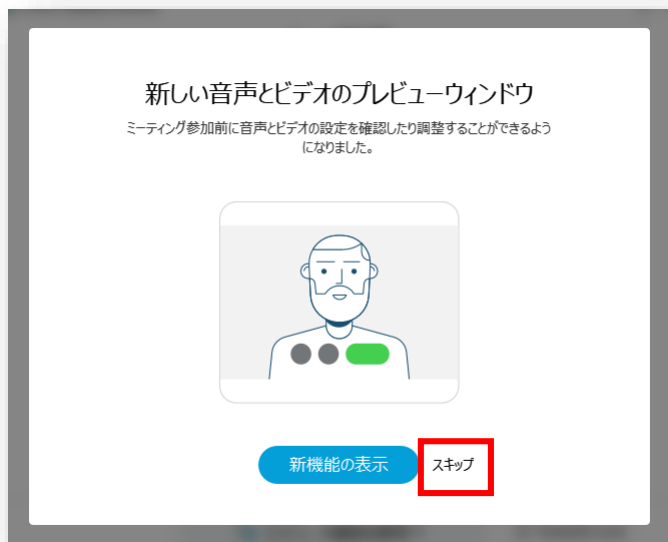 新しい音声とビデオのプレビューウィンドウ
ミーティング参加前に音声とビデオの設定を確認したり調整することができるよう
になりました。
新機能の表示
スキップ